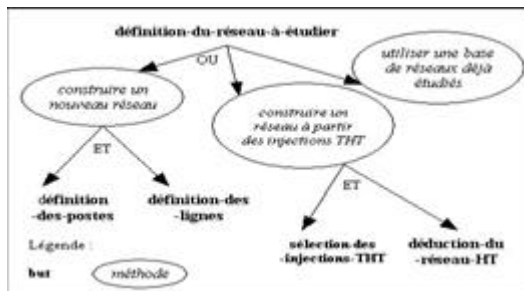 définition-du-réseau-à-étudier
OU
utiliser une base
de réseaux déjà
étudiés
construire un
nouveau réseau
construire un
réseau à partir
des injections THT
ET
ET
définition
-des-postes
définition-des
-lignes
sélection-des
-injections-THT
déduction-du
-réseau-HT
Légende :
but
méthode